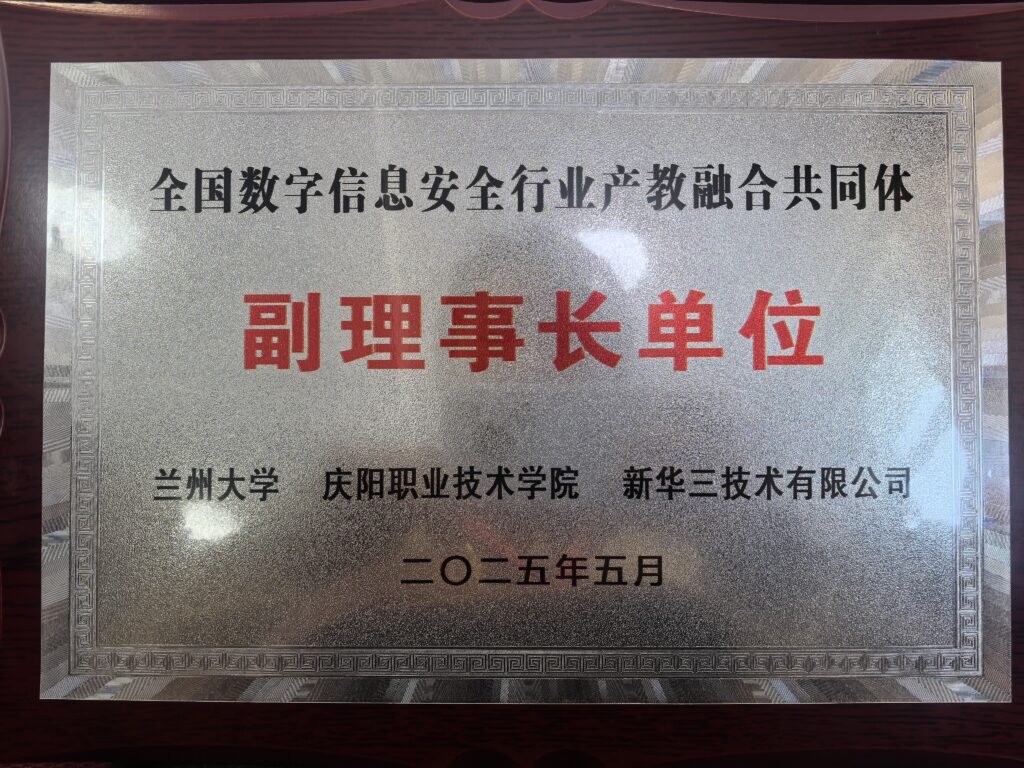 全国数字信息安全行业产教融合共同体
副理事长单位
兰州大学 庆阳职业技术学院 新华三技术有限公司
二〇二五年五月